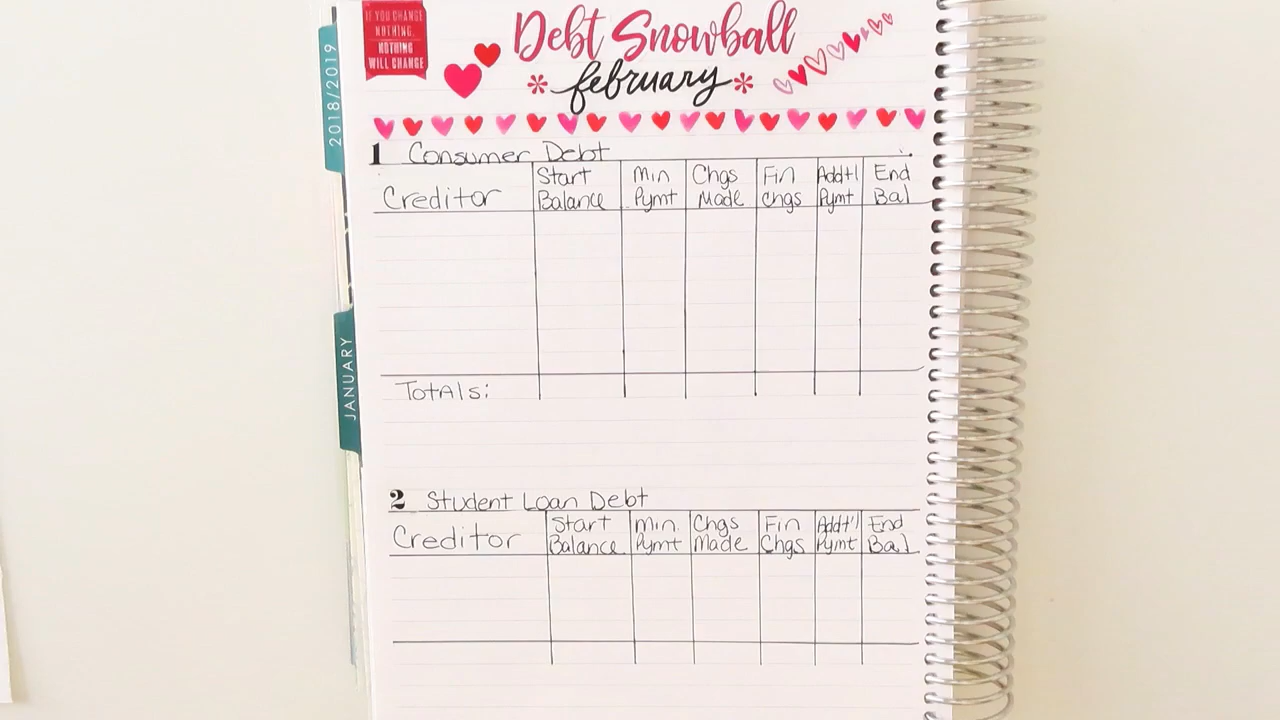 IF YOU CHANGE
NOTHING,
NOTHING
WILL CHANGE
Debt Snowball
*february*
2018/2019
JANUARY
1 Consumer Debt
Creditor Start Balance Min Pymt Chgs Made Fin Chgs Addt'l Pymt End Bal
Totals:
2 Student Loan Debt
Creditor Start Balance Min. Pymt Chgs Made Fin Chgs Addt'l Pymt End Bal